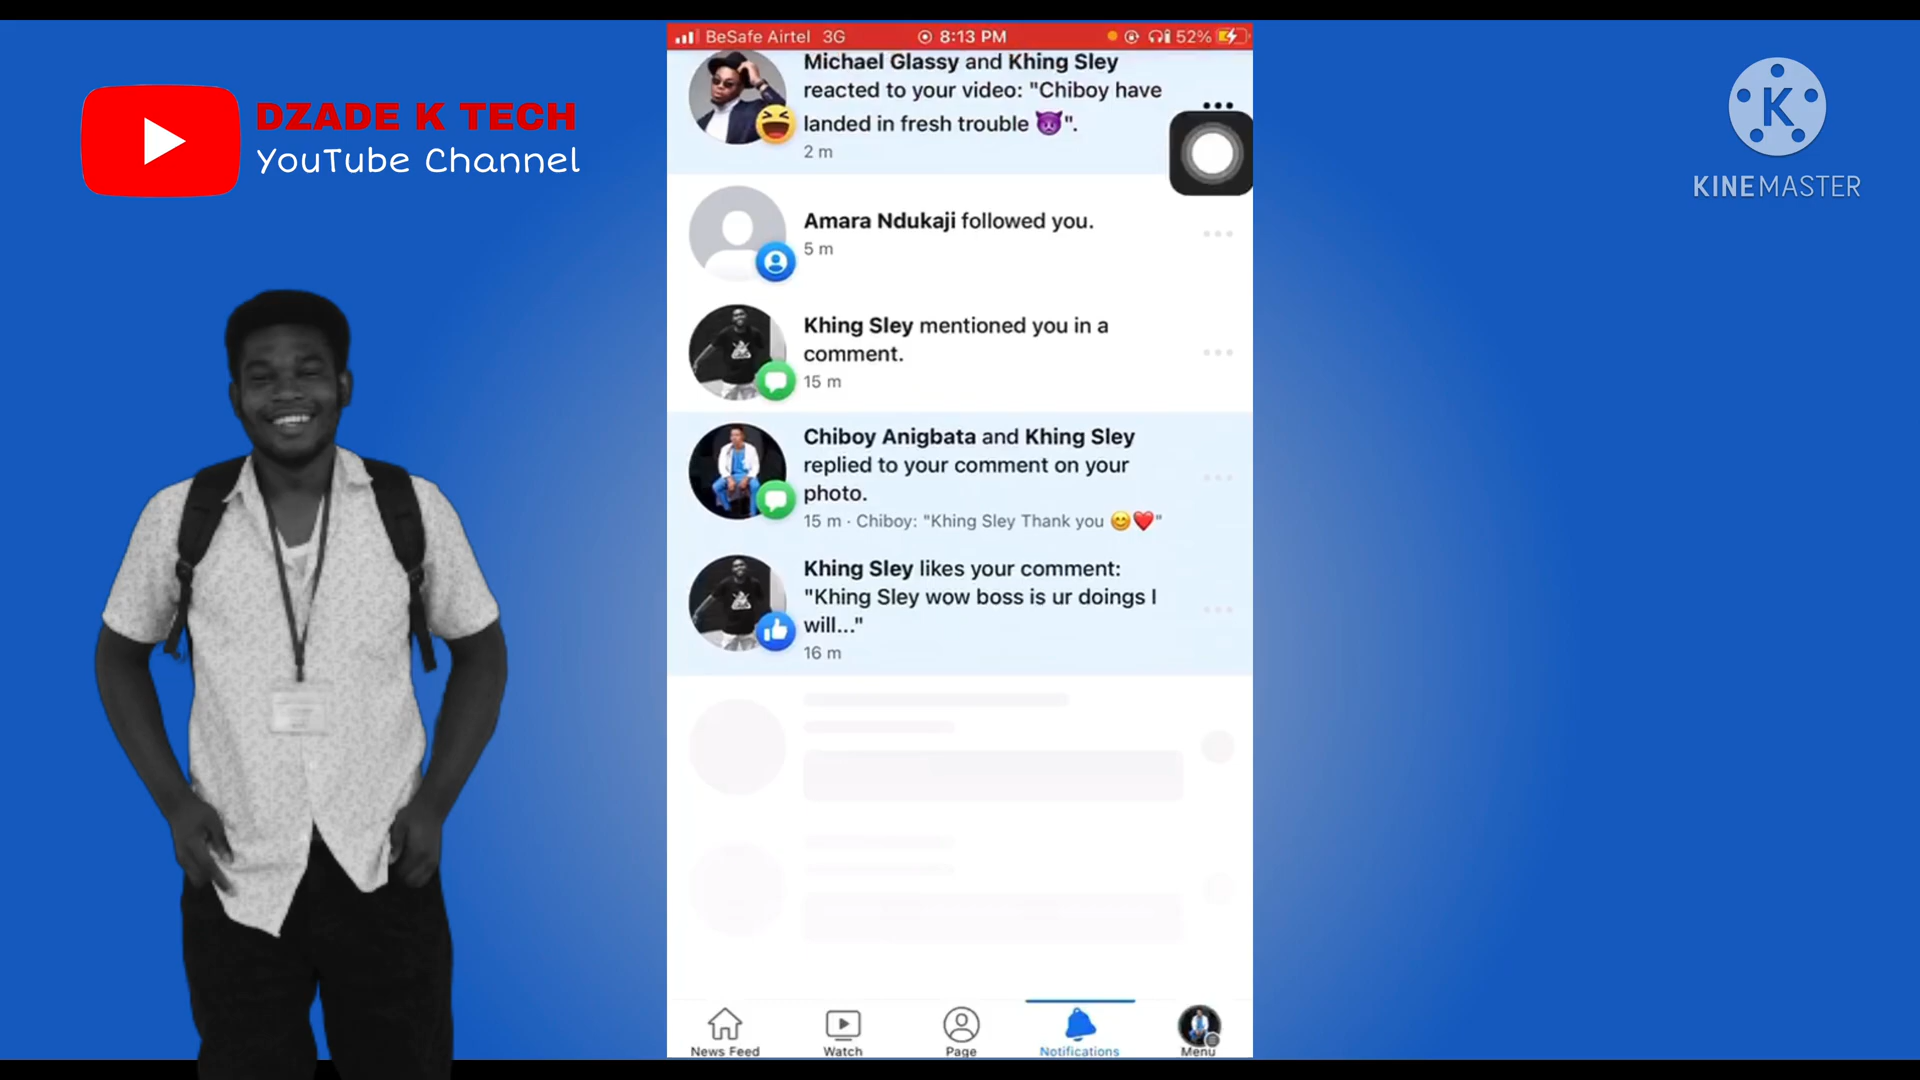 DZADE K TECH
YouTube Channel
K
KINEMASTER
BeSafe Airtel 3G 8:13 PM 52%
Michael Glassy and Khing Sley
reacted to your video: "Chiboy have
landed in fresh trouble 👿".
2 m
Amara Ndukaji followed you.
5 m
Khing Sley mentioned you in a
comment.
15 m
Chiboy Anigbata and Khing Sley
replied to your comment on your
photo.
15 m · Chiboy: "Khing Sley Thank you 😊❤️"
Khing Sley likes your comment:
"Khing Sley wow boss is ur doings I
will..."
16 m
News Feed
Watch
Page
Notifications
Menu